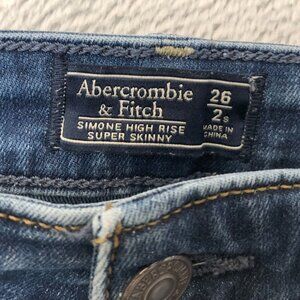 Abercrombie
& Fitch
SIMONE HIGH RISE
SUPER SKINNY
26
2s
MADE IN
CHINA